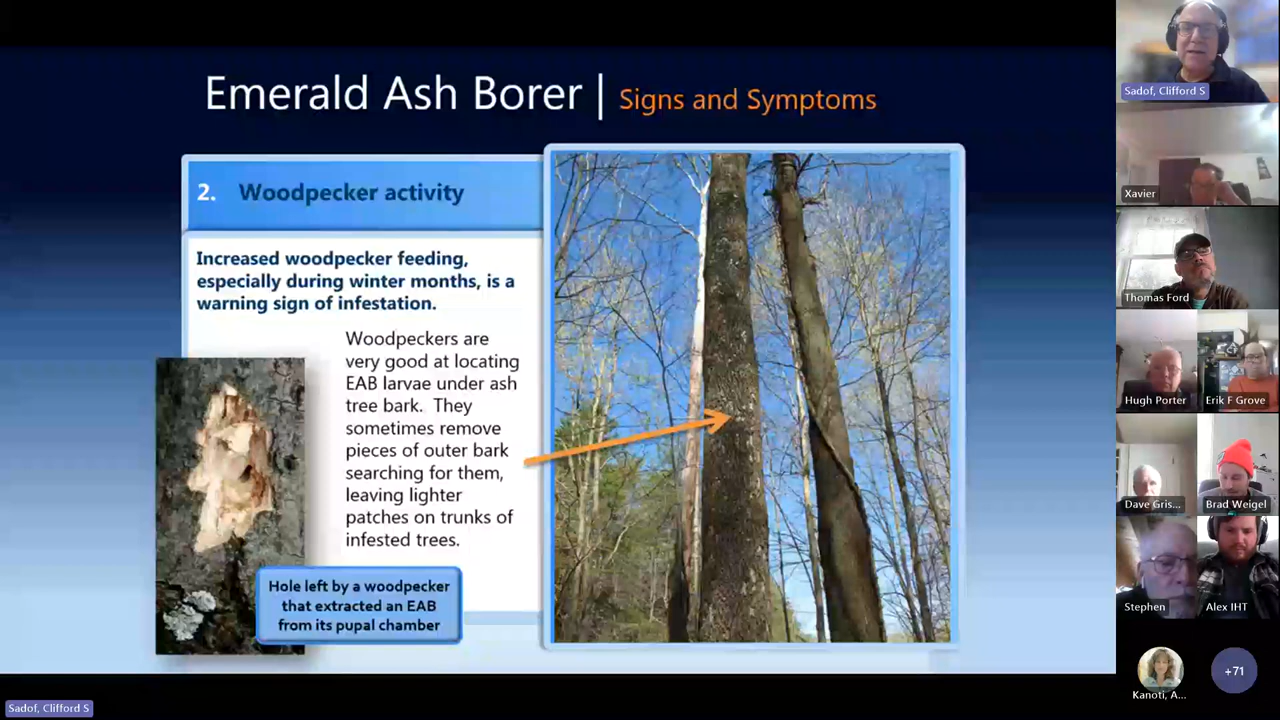 Emerald Ash Borer | Signs and Symptoms
2. Woodpecker activity
Increased woodpecker feeding,
especially during winter months, is a
warning sign of infestation.
Woodpeckers are
very good at locating
EAB larvae under ash
tree bark. They
sometimes remove
pieces of outer bark
searching for them,
leaving lighter
patches on trunks of
infested trees.
Hole left by a woodpecker
that extracted an EAB
from its pupal chamber
Sadof, Clifford S
Sadof, Clifford S
Xavier
Thomas Ford
Hugh Porter
Erik F Grove
Dave Gris...
Brad Weigel
Stephen
Alex IHT
Kanoti, A...
+71